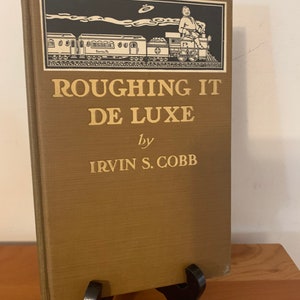 ROUGHING IT
DE LUXE
by
IRVIN S. COBB